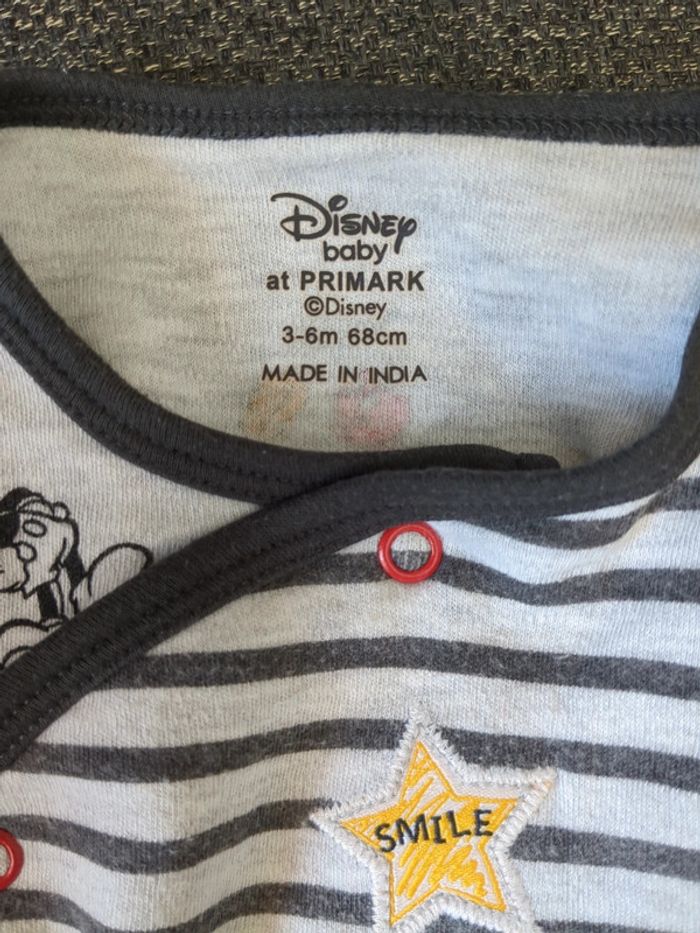 Disney
baby
at PRIMARK
©Disney
3-6m 68cm
MADE IN INDIA
SMILE